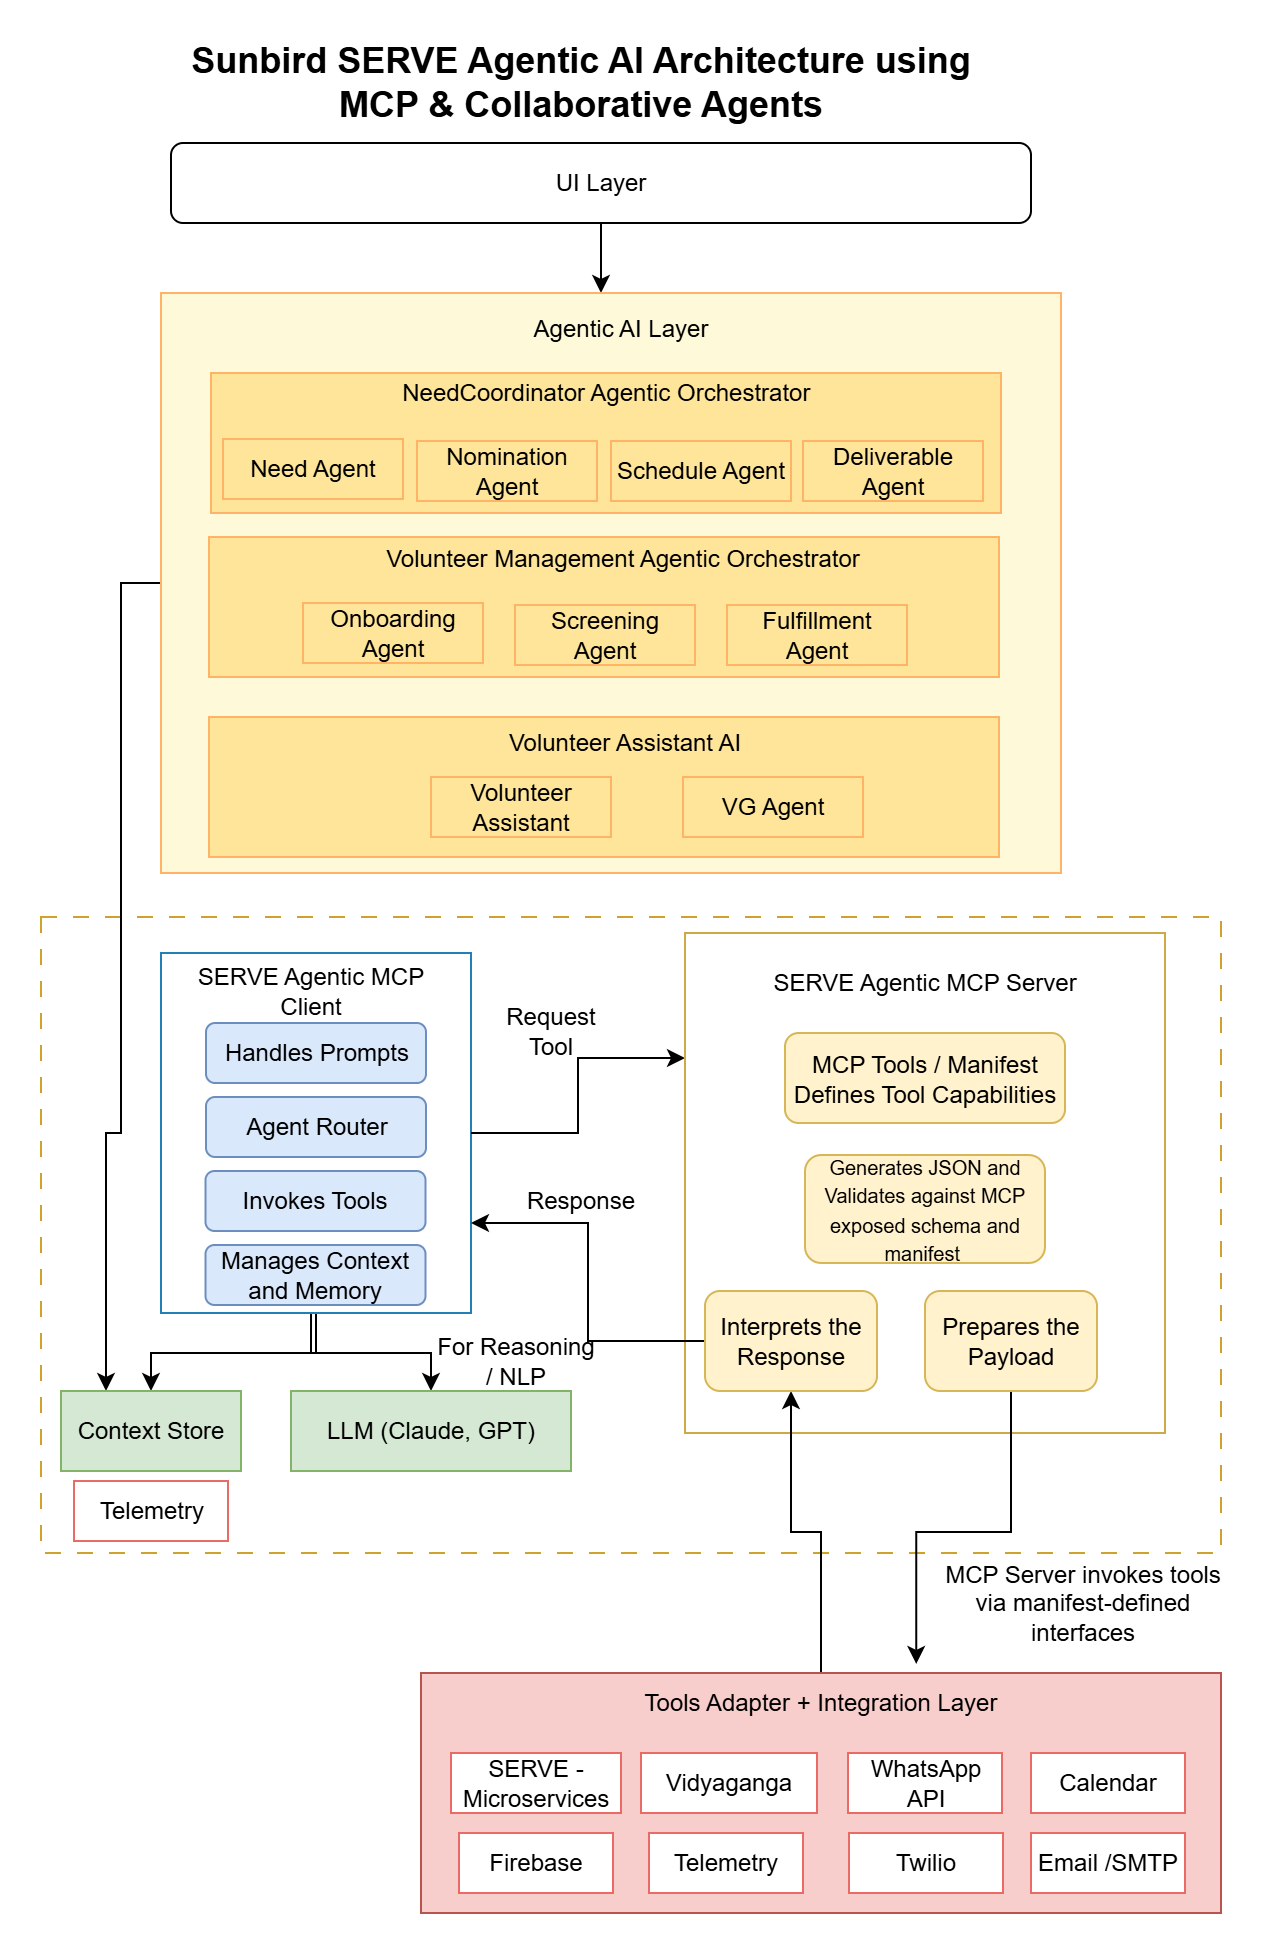 Sunbird SERVE Agentic AI Architecture using
MCP & Collaborative Agents
UI Layer
Agentic AI Layer
NeedCoordinator Agentic Orchestrator
Need Agent
Nomination
Agent
Schedule Agent
Deliverable
Agent
Volunteer Management Agentic Orchestrator
Onboarding
Agent
Screening
Agent
Fulfillment
Agent
Volunteer Assistant AI
Volunteer
Assistant
VG Agent
SERVE Agentic MCP
Client
Handles Prompts
Agent Router
Invokes Tools
Manages Context
and Memory
Request
Tool
Response
For Reasoning
/ NLP
SERVE Agentic MCP Server
MCP Tools / Manifest
Defines Tool Capabilities
Generates JSON and
Validates against MCP
exposed schema and
manifest
Interprets the
Response
Prepares the
Payload
Context Store
LLM (Claude, GPT)
Telemetry
MCP Server invokes tools
via manifest-defined
interfaces
Tools Adapter + Integration Layer
SERVE -
Microservices
Vidyaganga
WhatsApp
API
Calendar
Firebase
Telemetry
Twilio
Email /SMTP